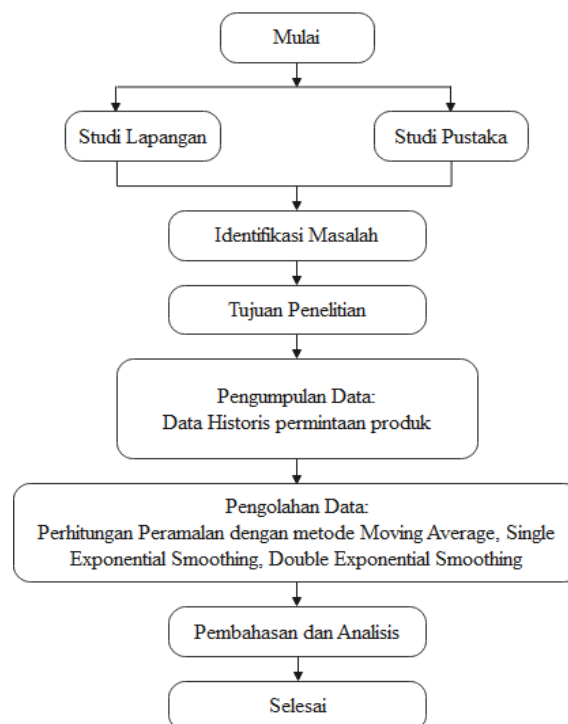 Mulai
Studi Lapangan
Studi Pustaka
Identifikasi Masalah
Tujuan Penelitian
Pengumpulan Data:
Data Historis permintaan produk
Pengolahan Data:
Perhitungan Peramalan dengan metode Moving Average, Single
Exponential Smoothing, Double Exponential Smoothing
Pembahasan dan Analisis
Selesai